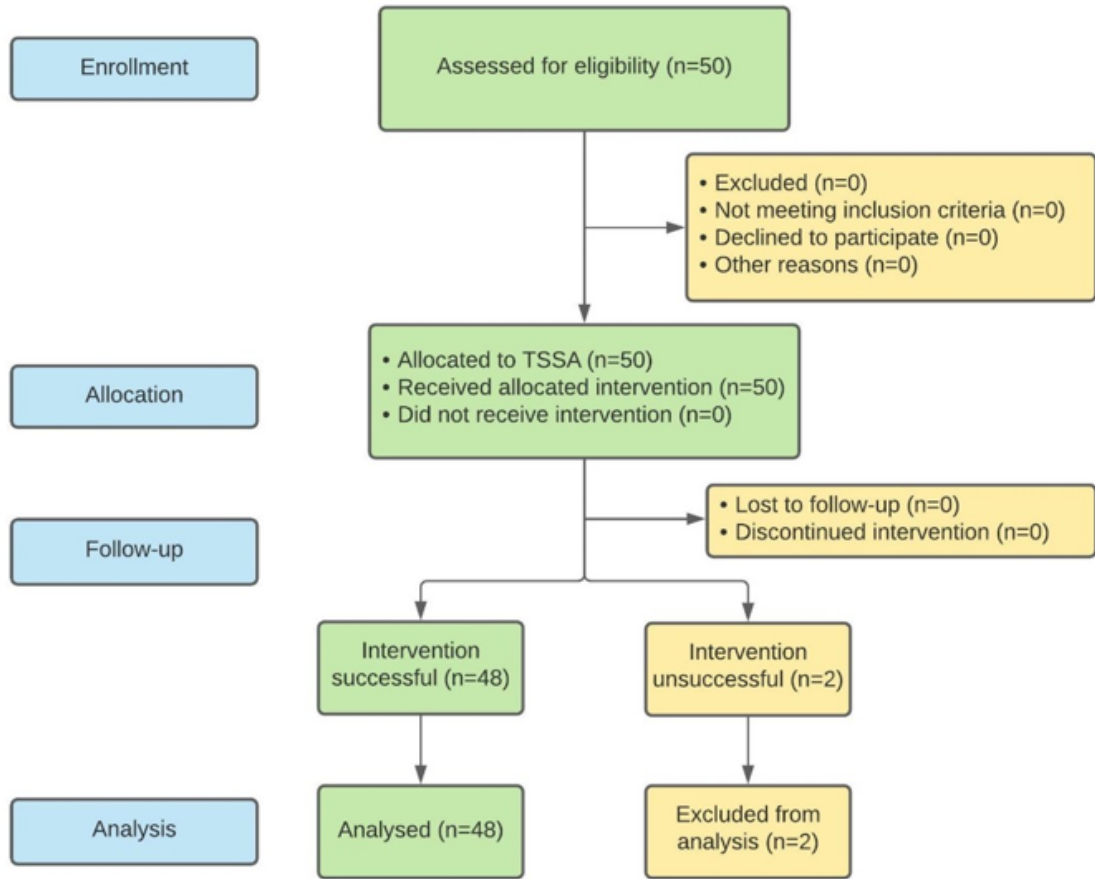 Enrollment
Assessed for eligibility (n=50)
• Excluded (n=0)
• Not meeting inclusion criteria (n=0)
• Declined to participate (n=0)
• Other reasons (n=0)
Allocation
• Allocated to TSSA (n=50)
• Received allocated intervention (n=50)
• Did not receive intervention (n=0)
Follow-up
• Lost to follow-up (n=0)
• Discontinued intervention (n=0)
Intervention
successful (n=48)
Intervention
unsuccessful (n=2)
Analysis
Analysed (n=48)
Excluded from
analysis (n=2)